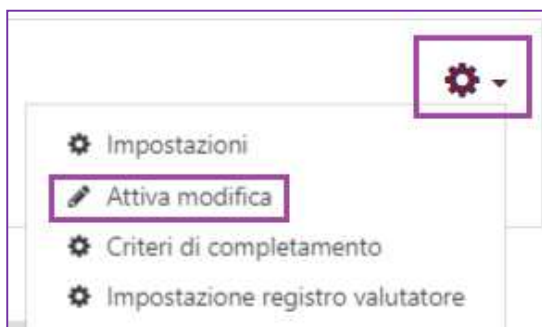 Impostazioni
Attiva modifica
Criteri di completamento
Impostazione registro valutatore